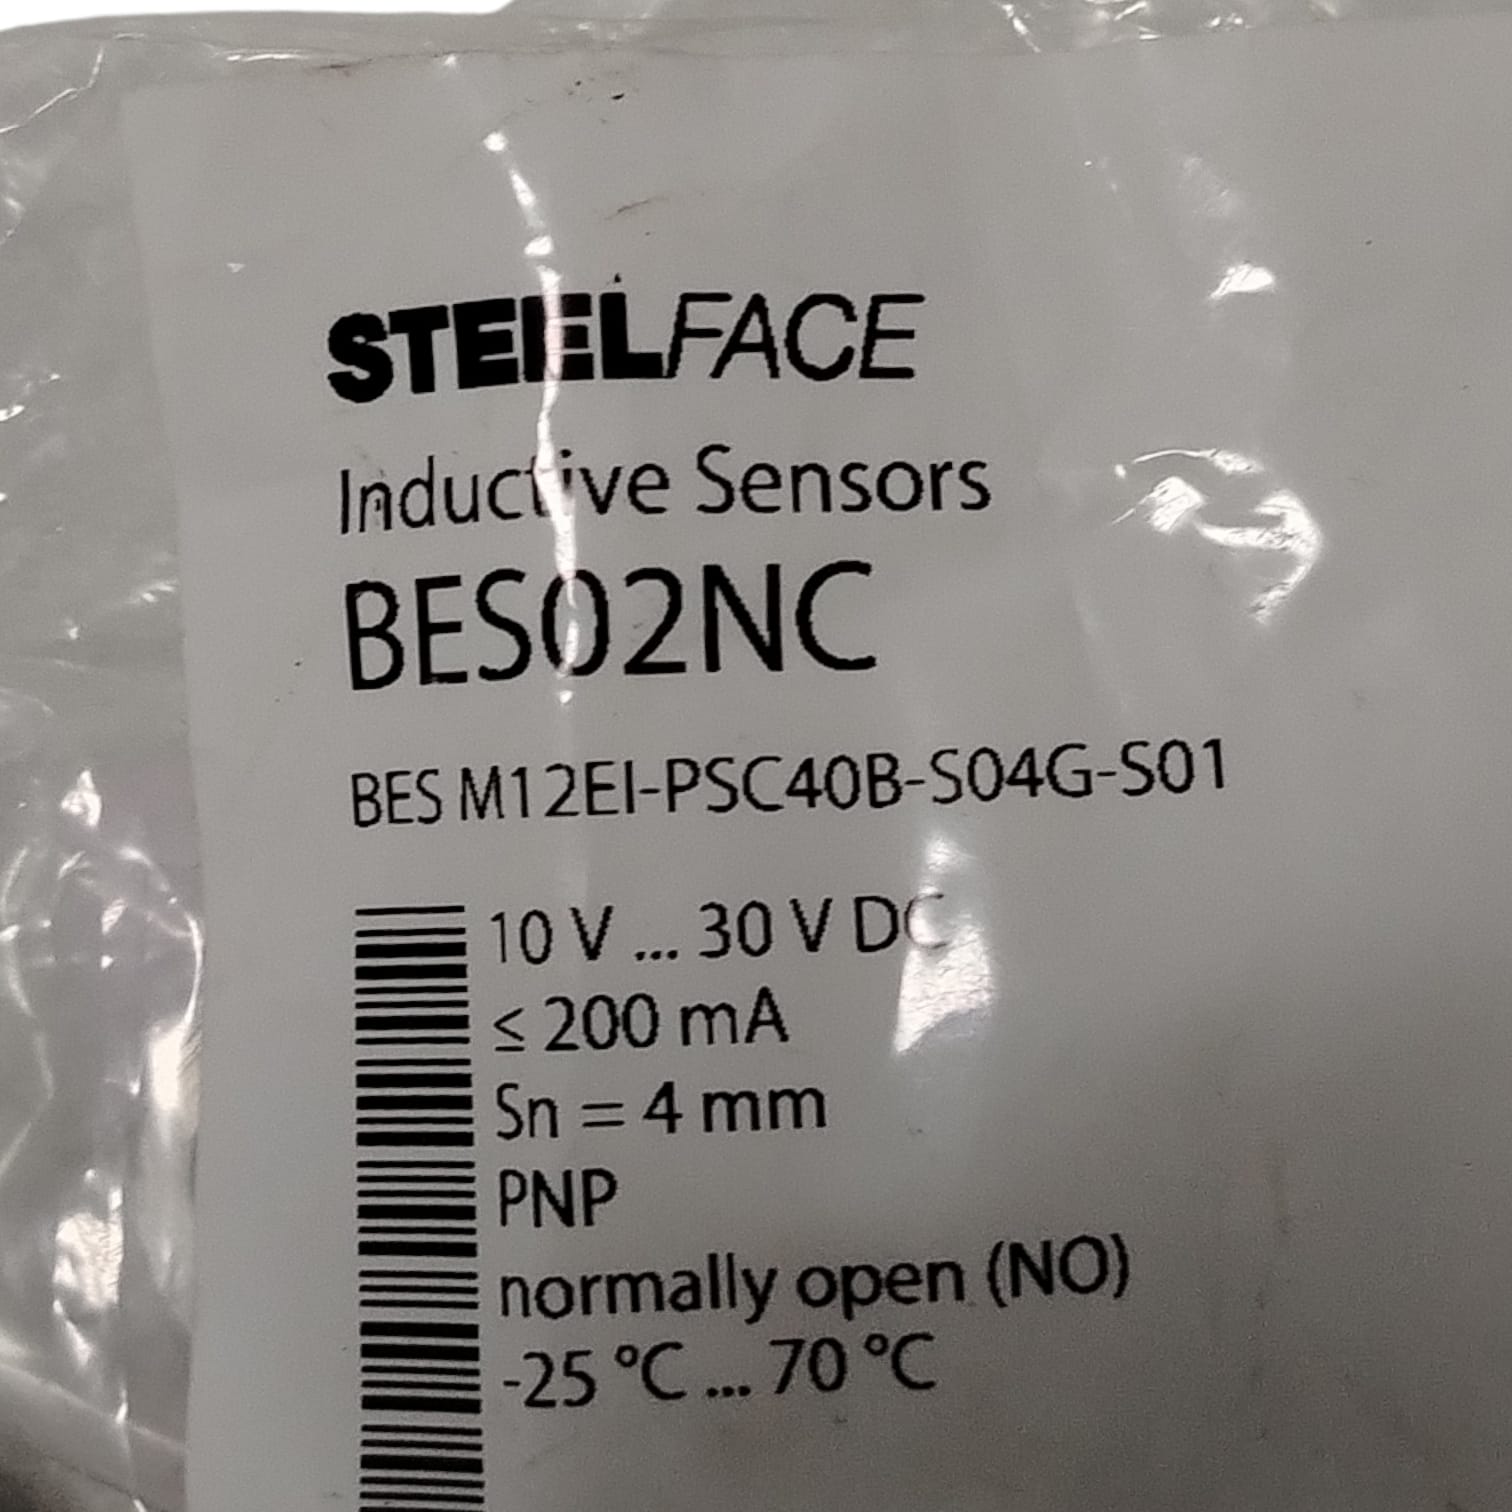 STEELFACE
Inductive Sensors
BES02NC
BES M12EI-PSC40B-S04G-S01
10 V ... 30 V DC
≤ 200 mA
Sn = 4 mm
PNP
normally open (NO)
-25 °C ... 70 °C